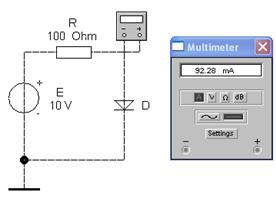 R
100 Ohm
E
10 V
D
+
-
Multimeter
92.28 mA
A V Ω dB
Settings
- +